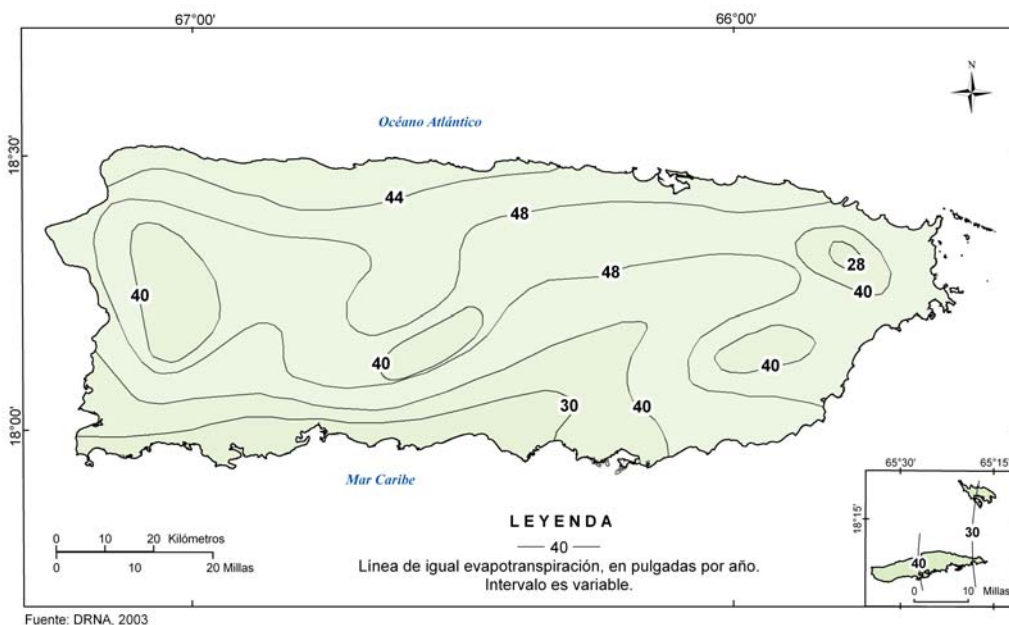 67°00'
66°00'
N
Océano Atlántico
18°30'
44
48
48
28
40
40
40
40
30
40
18°00'
Mar Caribe
65°30'
65°15'
18°15'
30
40
0
10
Millas
LEYENDA
40
Línea de igual evapotranspiración, en pulgadas por año.
Intervalo es variable.
0 10 20 Kilómetros
0 10 20 Millas
Fuente: DRNA, 2003